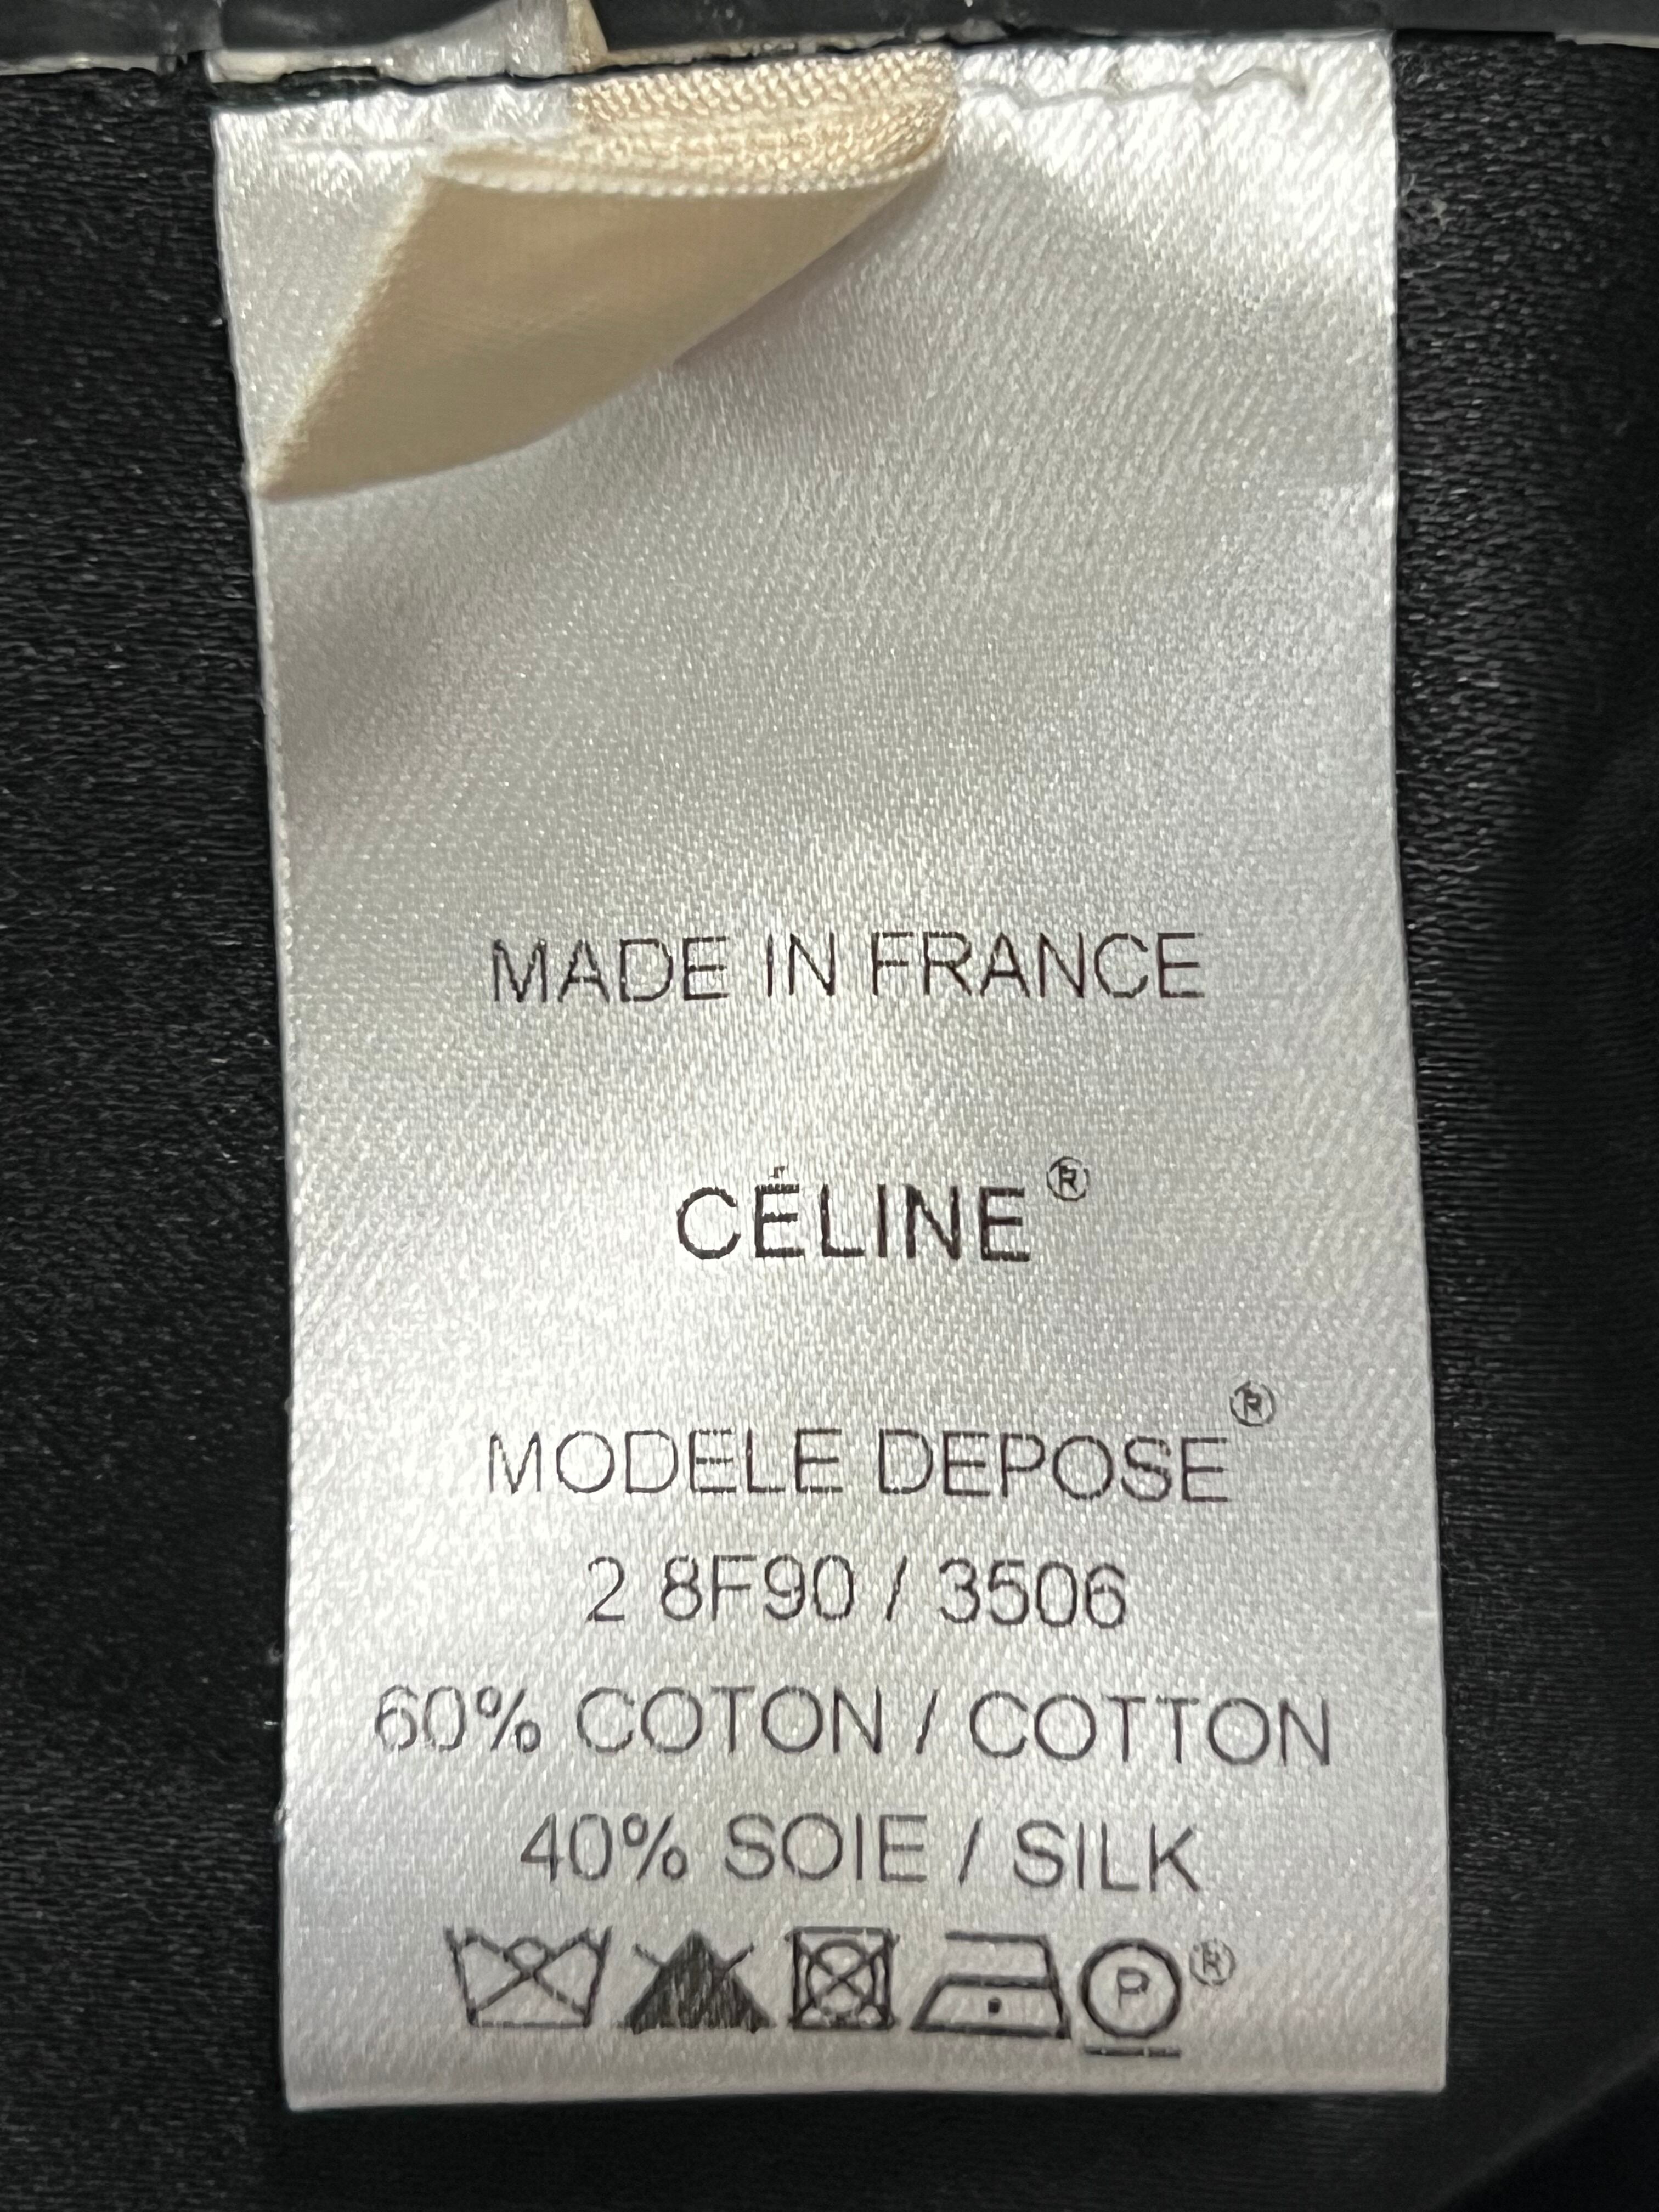 MADE IN FRANCE
CÉLINE®
MODELE DEPOSE®
2 8F90 / 3506
60% COTON / COTTON
40% SOIE / SILK
P ®